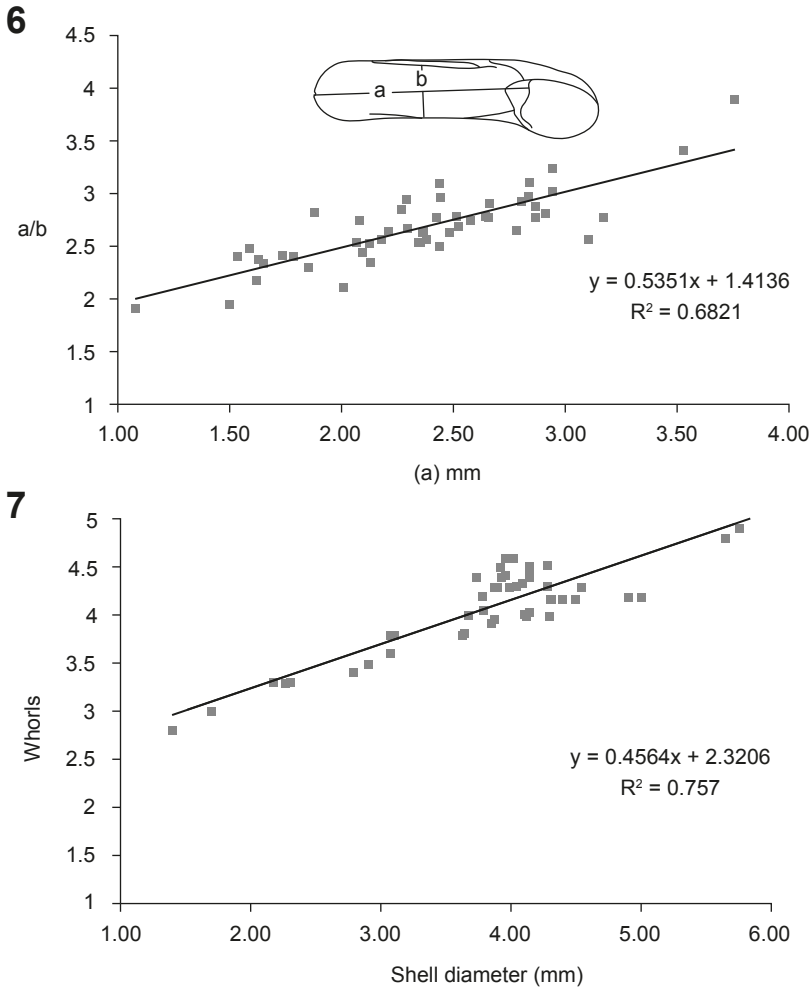 6
4.5
4
3.5
3
2.5
2
1.5
1
a/b
a
b
y = 0.5351x + 1.4136
R² = 0.6821
1.00 1.50 2.00 2.50 3.00 3.50 4.00
(a) mm
7
5
4.5
4
3.5
3
2.5
2
1.5
1
Whorls
y = 0.4564x + 2.3206
R² = 0.757
1.00 2.00 3.00 4.00 5.00 6.00
Shell diameter (mm)